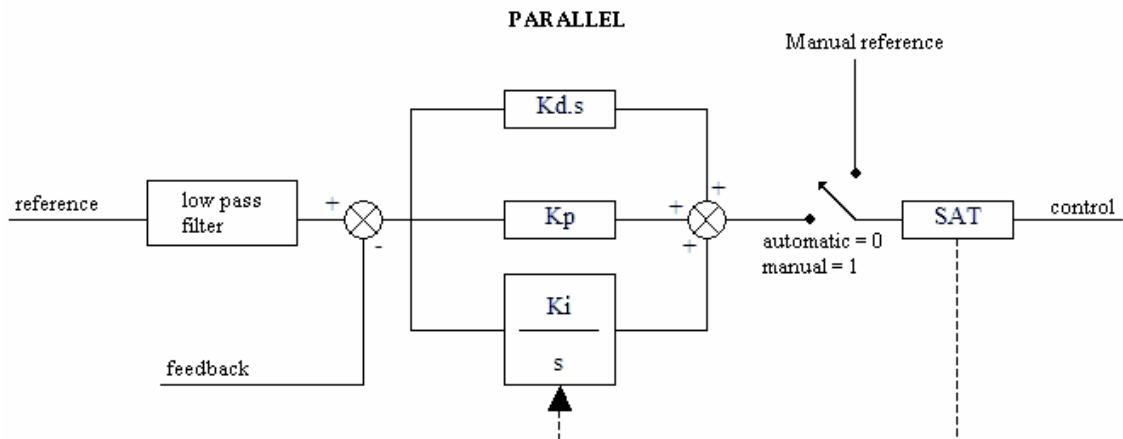 PARALLEL
Manual reference
Kd.s
reference
low pass
filter
+
-
Kp
+
+
+
automatic = 0
manual = 1
SAT
control
Ki
s
feedback